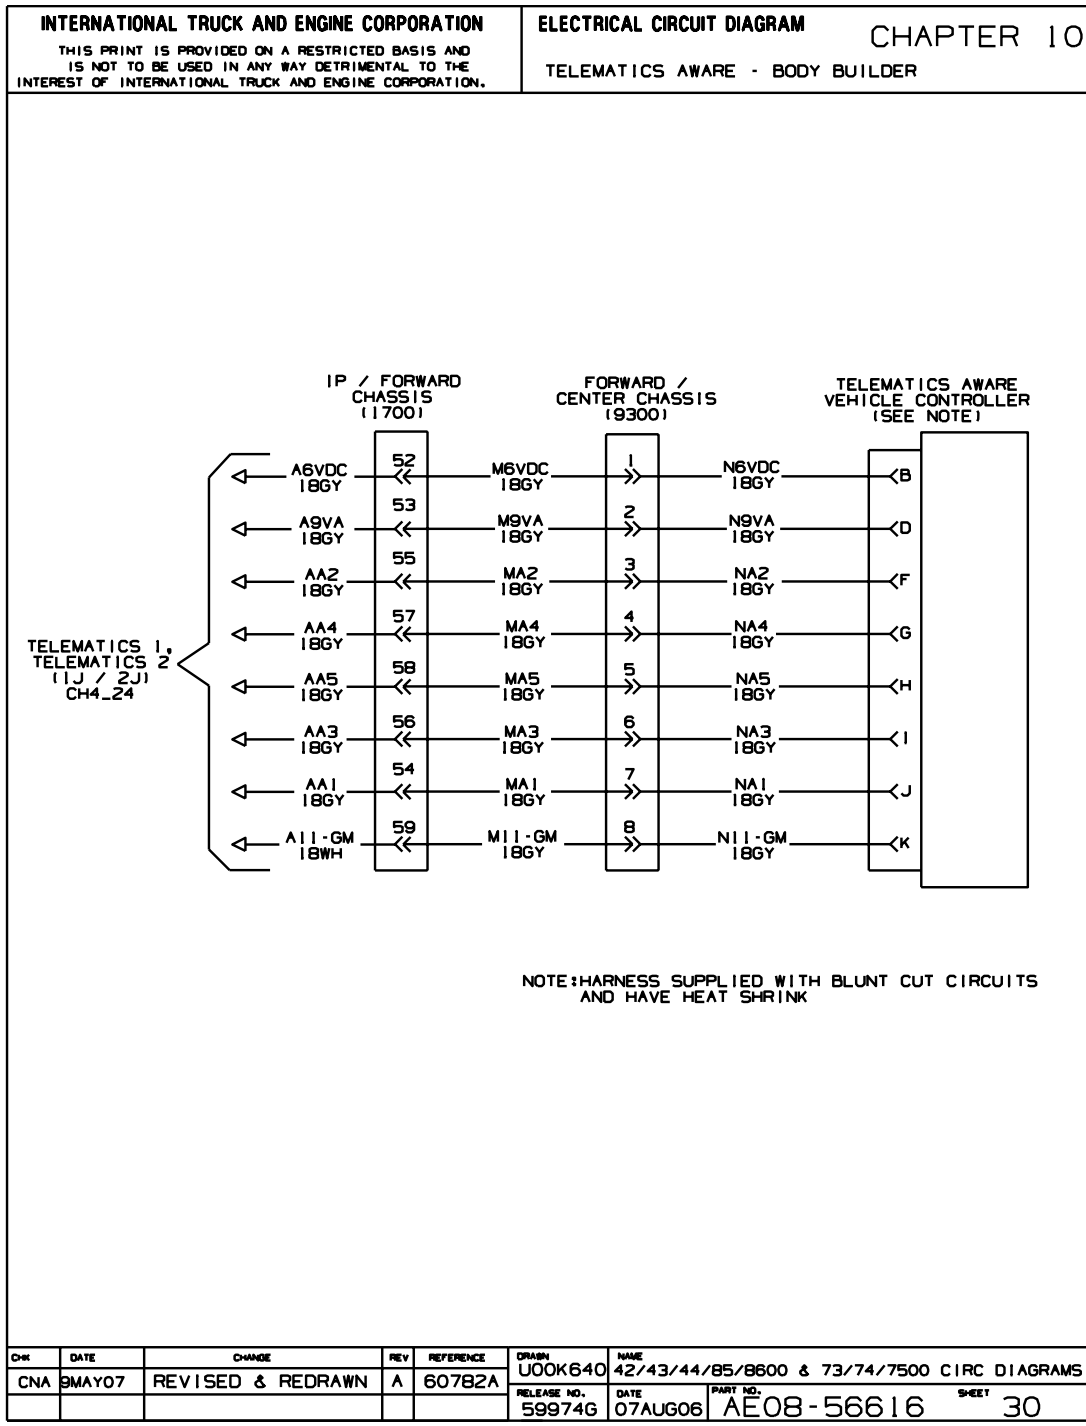 INTERNATIONAL TRUCK AND ENGINE CORPORATION
THIS PRINT IS PROVIDED ON A RESTRICTED BASIS AND
IS NOT TO BE USED IN ANY WAY DETRIMENTAL TO THE
INTEREST OF INTERNATIONAL TRUCK AND ENGINE CORPORATION.
ELECTRICAL CIRCUIT DIAGRAM
CHAPTER 10
TELEMATICS AWARE - BODY BUILDER
IP / FORWARD
CHASSIS
(1700)
FORWARD /
CENTER CHASSIS
(9300)
TELEMATICS AWARE
VEHICLE CONTROLLER
(SEE NOTE)
A6VDC 52 M6VDC 1 N6VDC B
18GY 18GY 18GY
A9VA 53 M9VA 2 N9VA D
18GY 18GY 18GY
AA2 55 MA2 3 NA2 F
18GY 18GY 18GY
AA4 57 MA4 4 NA4 G
18GY 18GY 18GY
TELEMATICS 1,
TELEMATICS 2
(1J / 2J)
CH4_24
AA5 58 MA5 5 NA5 H
18GY 18GY 18GY
AA3 56 MA3 6 NA3 I
18GY 18GY 18GY
AA1 54 MA1 7 NA1 J
18GY 18GY 18GY
A11-GM 59 M11-GM 8 N11-GM K
18WH 18GY 18GY
NOTE:HARNESS SUPPLIED WITH BLUNT CUT CIRCUITS
AND HAVE HEAT SHRINK
CHK DATE CHANGE REV REFERENCE
CNA 9MAY07 REVISED & REDRAWN A 60782A
DRAWN NAME
U00K640 42/43/44/85/8600 & 73/74/7500 CIRC DIAGRAMS
RELEASE NO. DATE PART NO. SHEET
59974G 07AUG06 AE08-56616 30